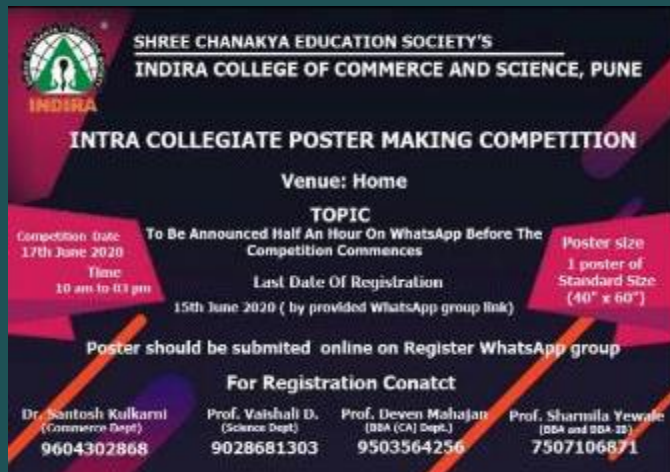 SHREE CHANAKYA EDUCATION SOCIETY'S
INDIRA COLLEGE OF COMMERCE AND SCIENCE, PUNE
INDIRA
INTRA COLLEGIATE POSTER MAKING COMPETITION
Venue: Home
TOPIC
To Be Announced Half An Hour On WhatsApp Before The
Competition Commences
Competition Date
17th June 2020
Time
10 am to 03 pm
Poster size
1 poster of
Standard Size
(40" x 60")
Last Date Of Registration
15th June 2020 ( by provided WhatsApp group link)
Poster should be submited online on Register WhatsApp group
For Registration Conatct
Dr. Santosh Kulkarni
(Commerce Dept)
9604302868
Prof. Vaishali D.
(Science Dept)
9028681303
Prof. Deven Mahajan
(BBA (CA) Dept.)
9503564256
Prof. Sharmila Yewale
(BBA and BBA-IB)
7507106871